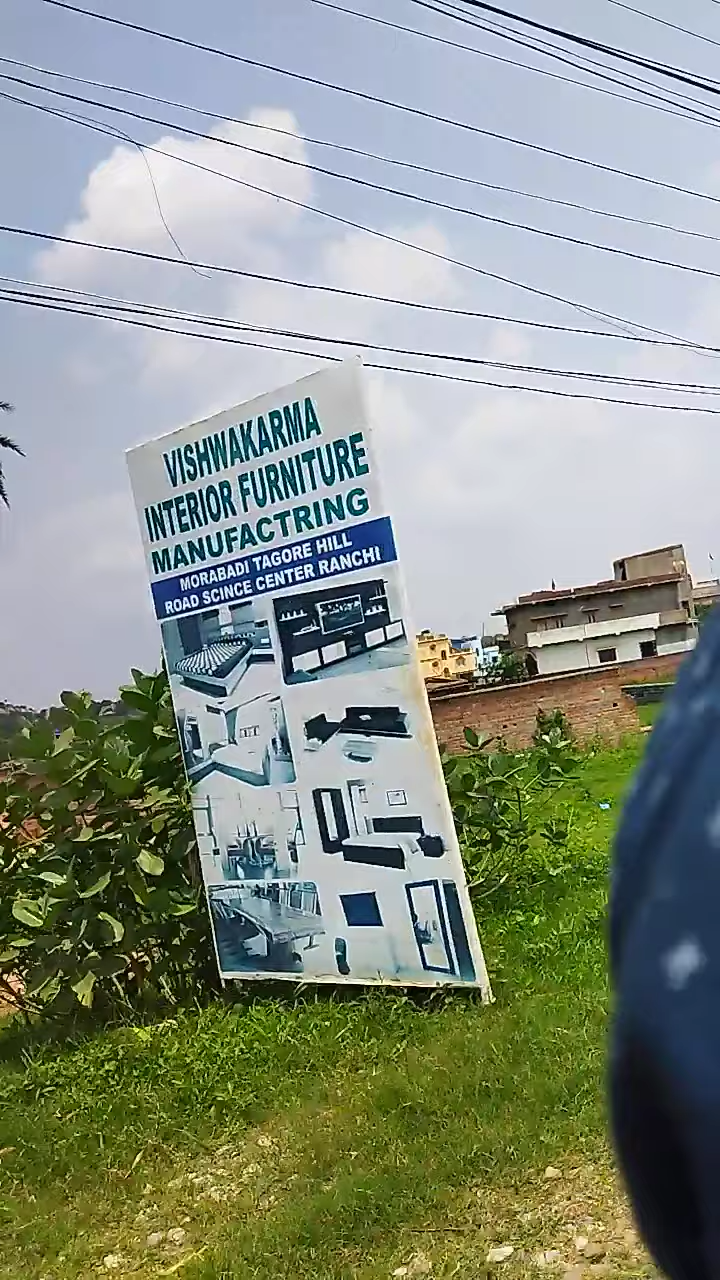 VISHWAKARMA
INTERIOR FURNITURE
MANUFACTRING
MORABADI TAGORE HILL
ROAD SCINCE CENTER RANCHI